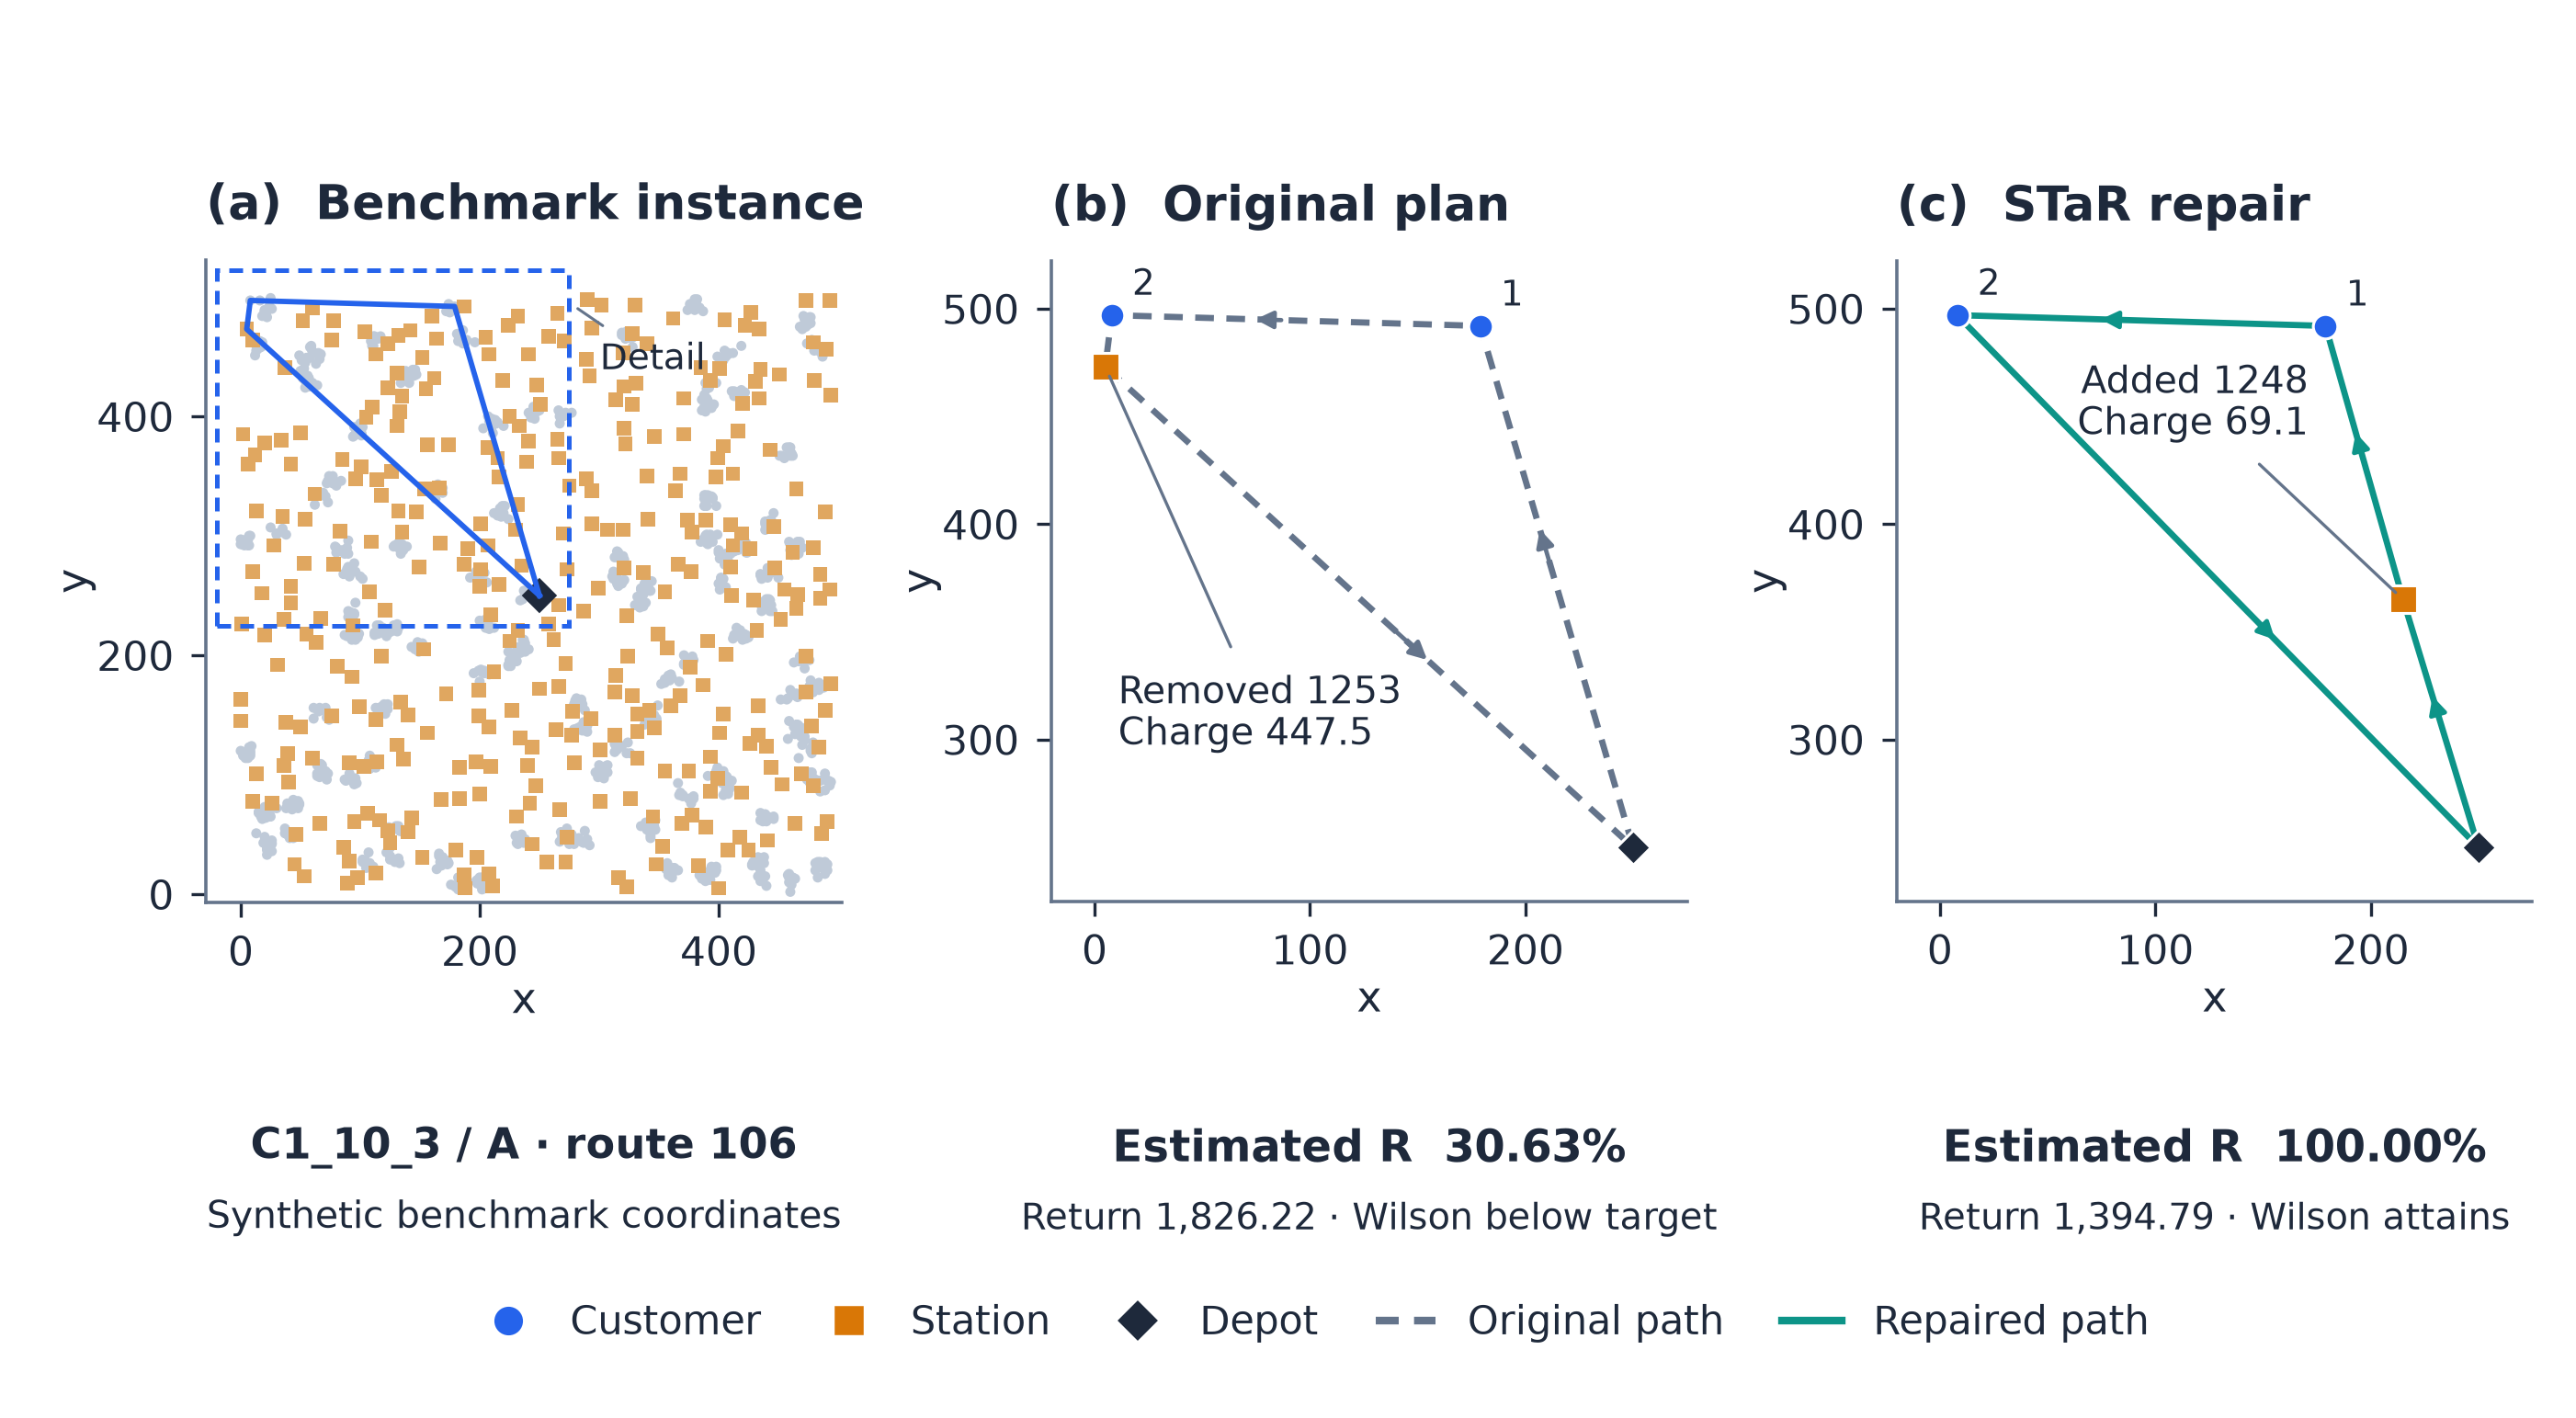 (a) Benchmark instance
y
400
200
0
0
200
400
x
Detail
(b) Original plan
y
500
400
300
0
100
200
x
2
1
Removed 1253
Charge 447.5
(c) STaR repair
y
500
400
300
0
100
200
x
2
1
Added 1248
Charge 69.1
C1_10_3 / A · route 106
Synthetic benchmark coordinates
Estimated R 30.63%
Return 1,826.22 · Wilson below target
Estimated R 100.00%
Return 1,394.79 · Wilson attains
Customer
Station
Depot
Original path
Repaired path